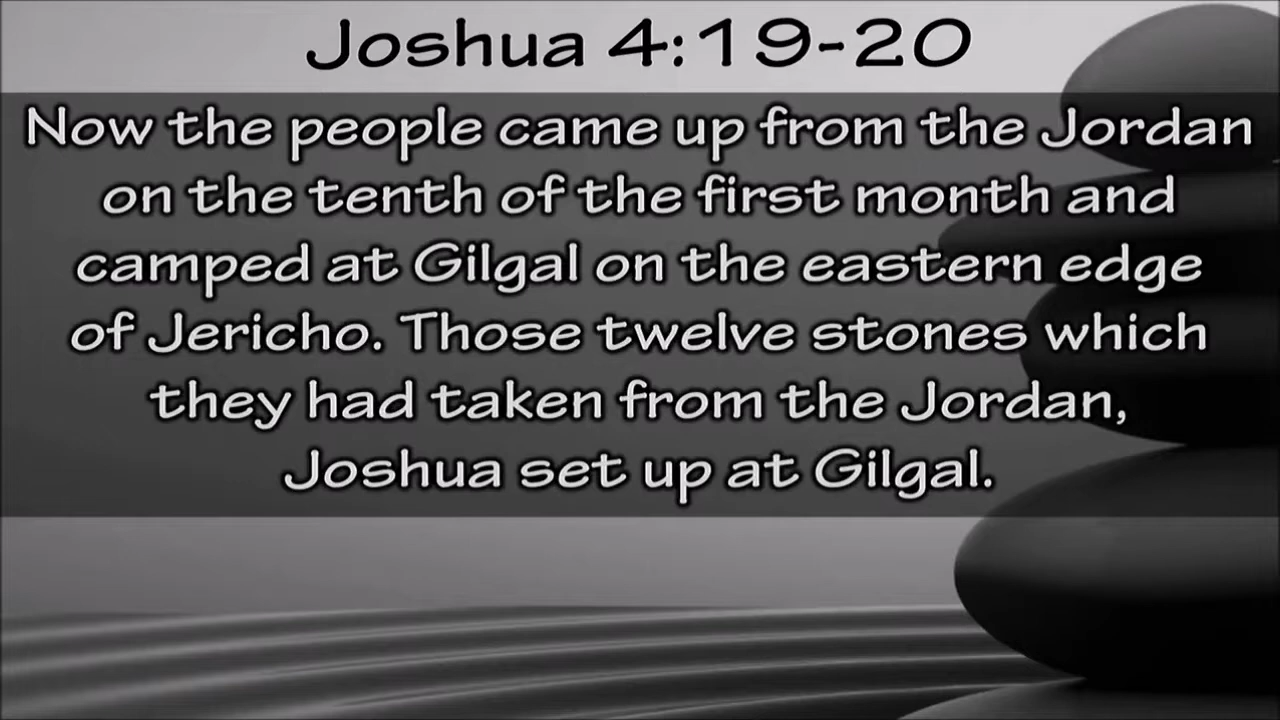 Joshua 4:19-20
Now the people came up from the Jordan
on the tenth of the first month and
camped at Gilgal on the eastern edge
of Jericho. Those twelve stones which
they had taken from the Jordan,
Joshua set up at Gilgal.